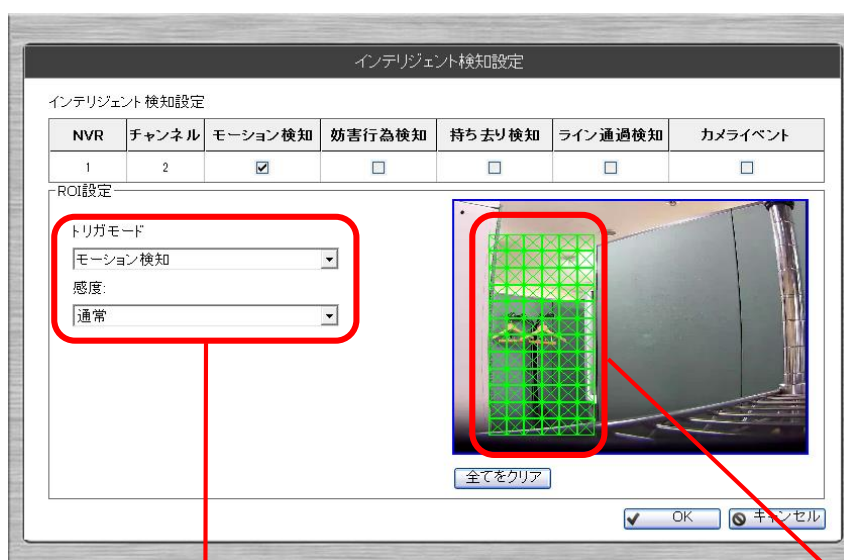 インテリジェント検知設定
インテリジェント検知設定
NVR チャンネル モーション検知 妨害行為検知 持ち去り検知 ライン通過検知 カメライベント
1 2
ROI設定
トリガモード
モーション検知
感度:
通常
全てをクリア
OK キャンセル